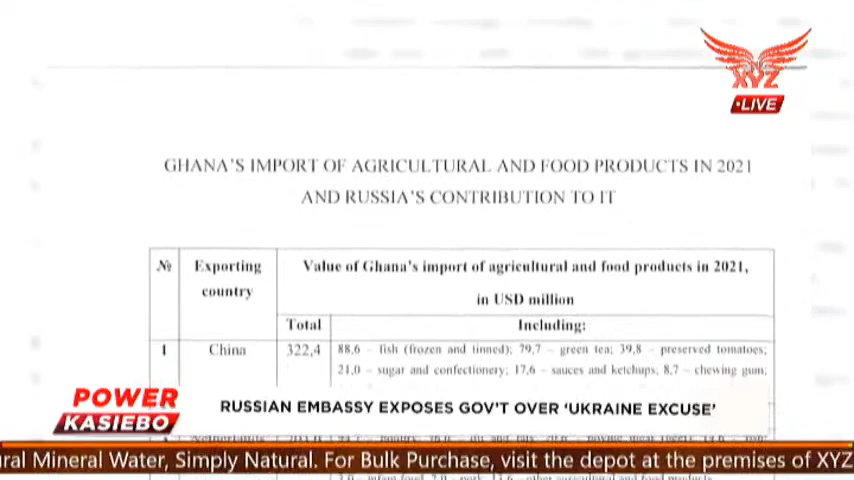 XYZ
•LIVE
GHANA'S IMPORT OF AGRICULTURAL AND FOOD PRODUCTS IN 2021
AND RUSSIA'S CONTRIBUTION TO IT
№ Exporting country
Value of Ghana's import of agricultural and food products in 2021,
in USD million
Total Including:
1 China 322,4 88,6 – fish (frozen and tinned); 79,7 – green tea; 39,8 – preserved tomatoes;
21,0 – sugar and confectionery; 17,6 – sauces and ketchups; 8,7 – chewing gum;
POWER
KASIEBO
RUSSIAN EMBASSY EXPOSES GOV'T OVER 'UKRAINE EXCUSE'
Netherlands
ural Mineral Water, Simply Natural. For Bulk Purchase, visit the depot at the premises of XYZ